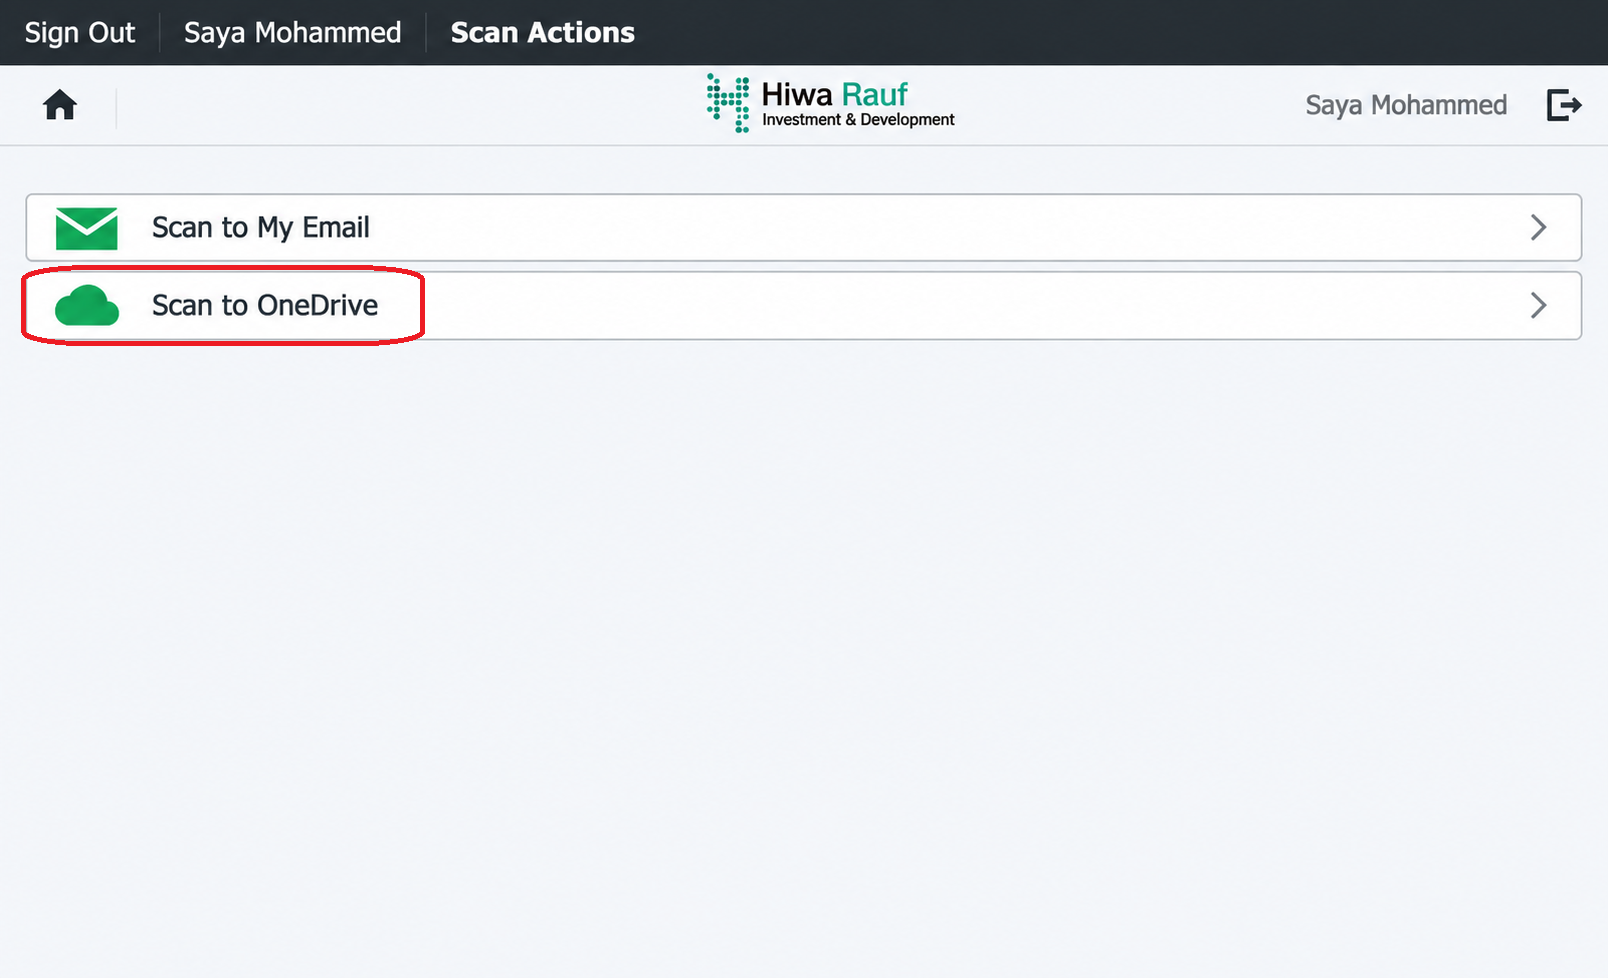 Sign Out
Saya Mohammed
Scan Actions
Hiwa Rauf
Investment & Development
Saya Mohammed
Scan to My Email
Scan to OneDrive